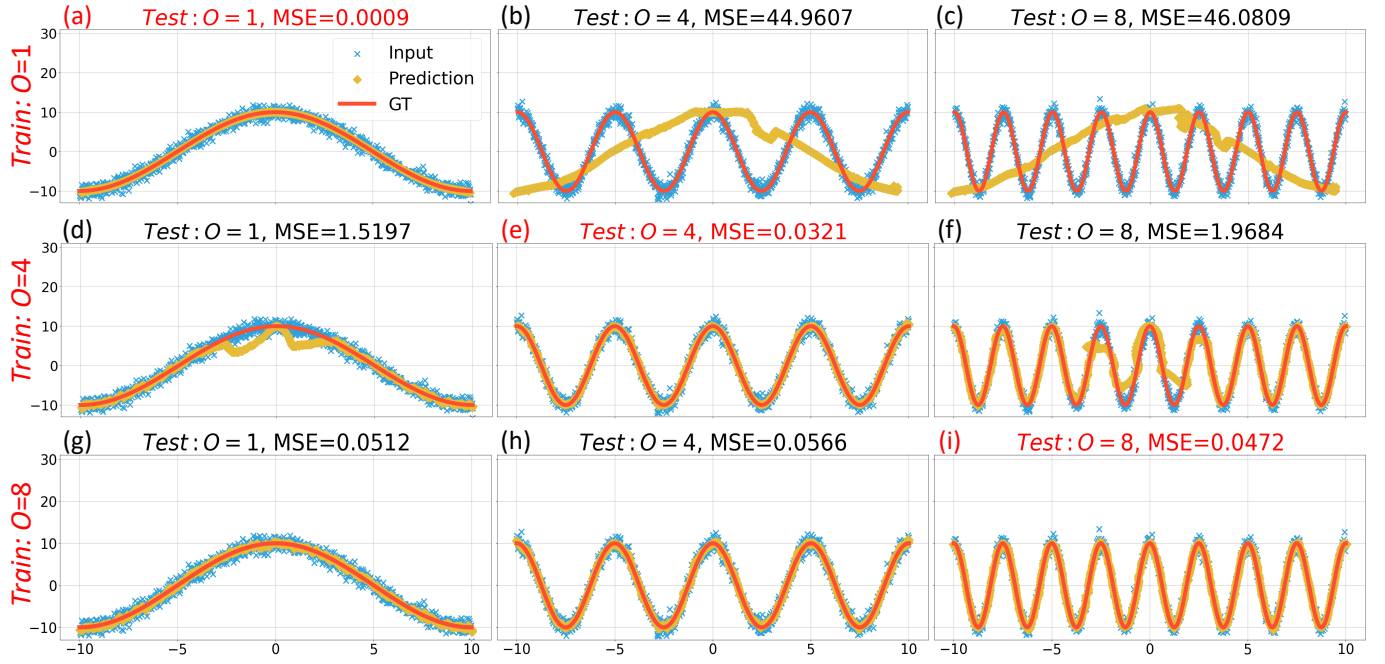 (a) Test : O = 1, MSE=0.0009
(b) Test : O = 4, MSE=44.9607
(c) Test : O = 8, MSE=46.0809
Train: O=1
30
20
10
0
−10
Input
Prediction
GT
(d) Test : O = 1, MSE=1.5197
(e) Test : O = 4, MSE=0.0321
(f) Test : O = 8, MSE=1.9684
Train: O=4
30
20
10
0
−10
(g) Test : O = 1, MSE=0.0512
(h) Test : O = 4, MSE=0.0566
(i) Test : O = 8, MSE=0.0472
Train: O=8
30
20
10
0
−10
−10 −5 0 5 10
−10 −5 0 5 10
−10 −5 0 5 10